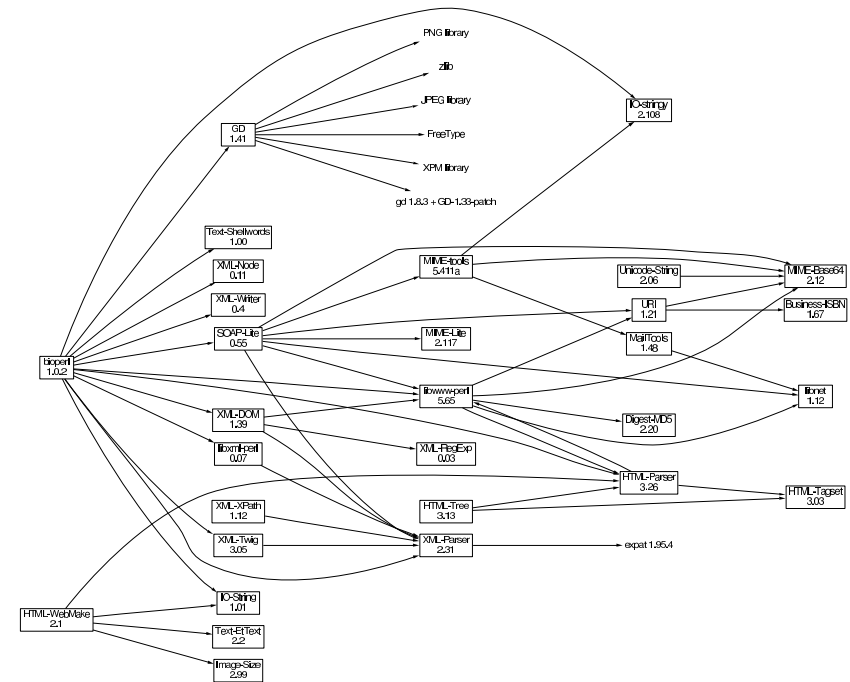 PNG library
zlib
JPEG library
FreeType
XPM library
gd 1.8.3 + GD-1.33-patch
GD
1.41
IO-stringy
2.108
Text-Shellwords
1.00
XML-Node
0.11
XML-Writer
0.4
SOAP-Lite
0.55
MIME-tools
5.411a
Unicode-String
2.06
MIME-Base64
2.12
URI
1.21
Business-ISBN
1.67
MIME-Lite
2.117
MailTools
1.48
bioperl
1.0.2
libwww-perl
5.65
libnet
1.12
XML-DOM
1.39
Digest-MD5
2.20
libxml-perl
0.07
XML-RegExp
0.03
HTML-Parser
3.26
HTML-Tagset
3.03
XML-XPath
1.12
HTML-Tree
3.13
XML-Twig
3.05
XML-Parser
2.31
expat 1.95.4
IO-String
1.01
HTML-WebMake
2.1
Text-EtText
2.2
Image-Size
2.99